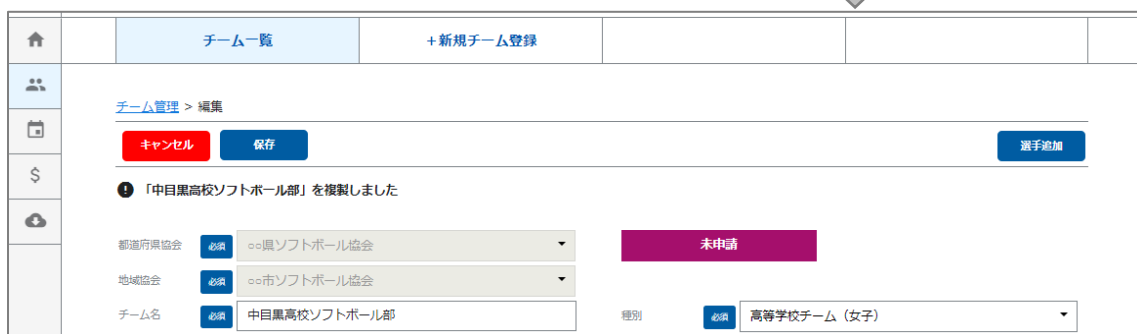 チーム一覧 +新規チーム登録
チーム管理 > 編集
キャンセル 保存 選手追加
「中目黒高校ソフトボール部」を複製しました
都道府県協会 必須 ○○県ソフトボール協会 未申請
地域協会 必須 ○○市ソフトボール協会
チーム名 必須 中目黒高校ソフトボール部 種別 必須 高等学校チーム（女子）